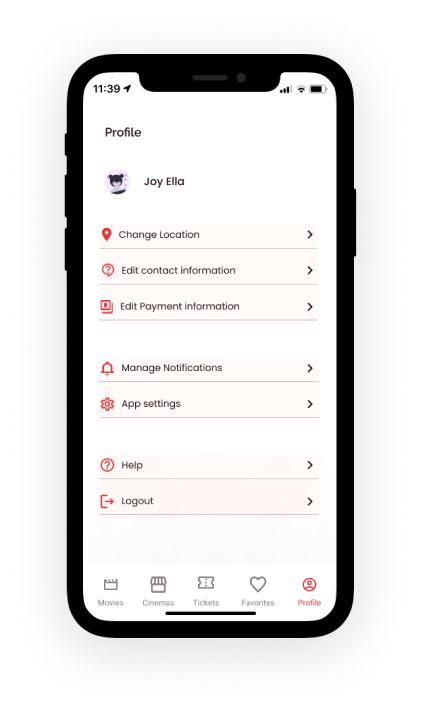 11:39
Profile
Joy Ella
Change Location
Edit contact information
Edit Payment information
Manage Notifications
App settings
Help
Logout
Movies Cinemas Tickets Favorites Profile